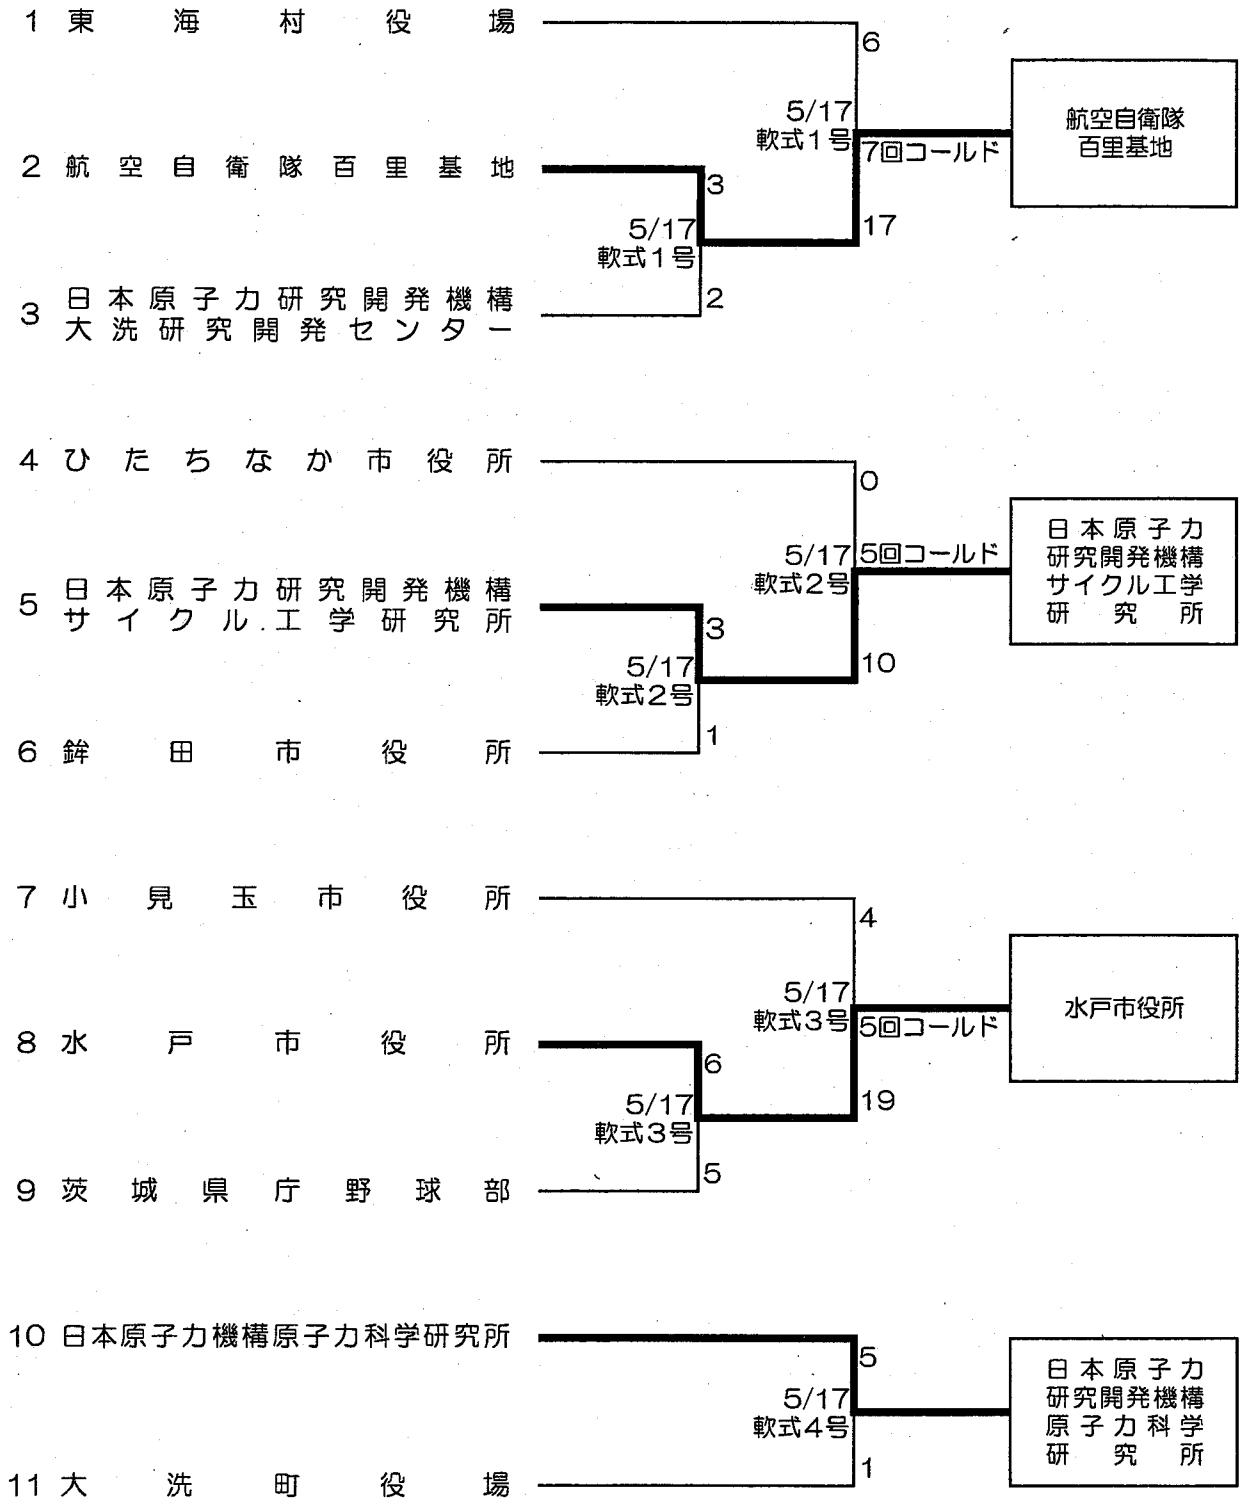 1 東海村役場
6
5/17
軟式1号
7回コールド
航空自衛隊
百里基地
2 航空自衛隊百里基地
3
5/17
軟式1号
17
2
3 日本原子力研究開発機構
大洗研究開発センター
4 ひたちなか市役所
0
5/17
軟式2号
5回コールド
日本原子力
研究開発機構
サイクル工学
研究所
5 日本原子力研究開発機構
サイクル工学研究所
3
5/17
軟式2号
10
1
6 鉾田市役所
7 小見玉市役所
4
5/17
軟式3号
5回コールド
水戸市役所
8 水戸市役所
6
5/17
軟式3号
19
5
9 茨城県庁野球部
10 日本原子力機構原子力科学研究所
5
5/17
軟式4号
日本原子力
研究開発機構
原子力科学
研究所
1
11 大洗町役場